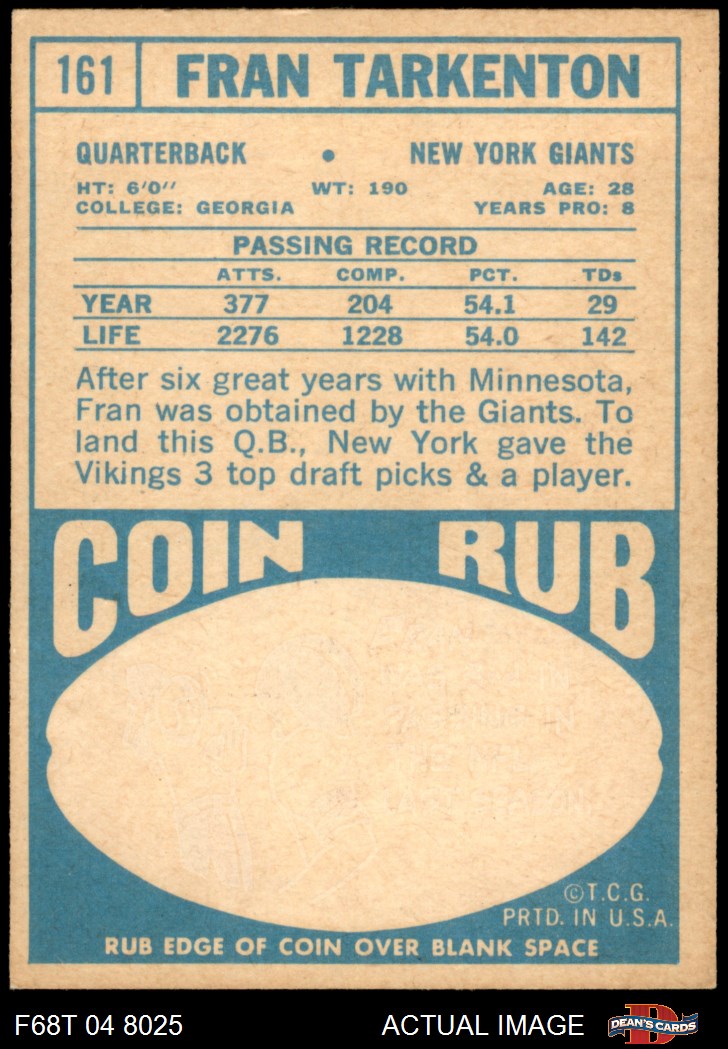 161 FRAN TARKENTON
QUARTERBACK • NEW YORK GIANTS
HT: 6'0'' WT: 190 AGE: 28
COLLEGE: GEORGIA YEARS PRO: 8
PASSING RECORD
ATTS. COMP. PCT. TDs
YEAR 377 204 54.1 29
LIFE 2276 1228 54.0 142
After six great years with Minnesota,
Fran was obtained by the Giants. To
land this Q.B., New York gave the
Vikings 3 top draft picks & a player.
COIN RUB
©T.C.G.
PRTD. IN U.S.A.
RUB EDGE OF COIN OVER BLANK SPACE
F68T 04 8025 ACTUAL IMAGE DEAN'S CARDS